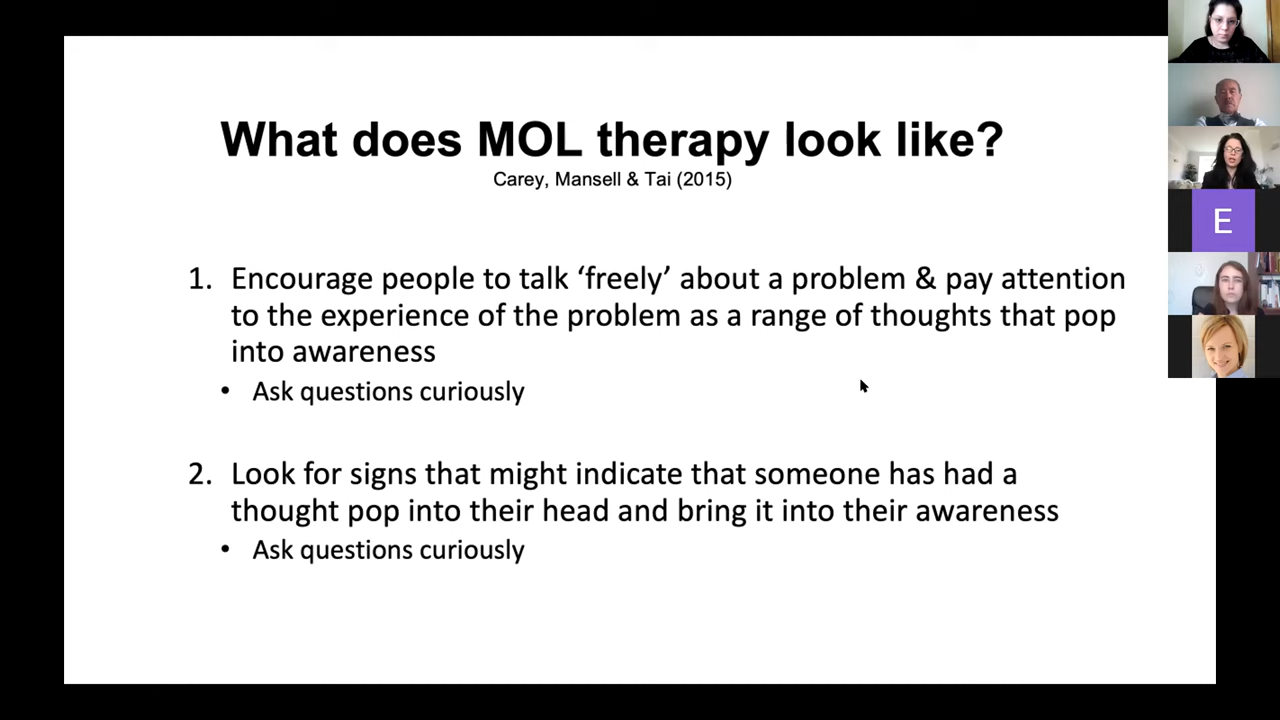 What does MOL therapy look like?
Carey, Mansell & Tai (2015)
1. Encourage people to talk ‘freely’ about a problem & pay attention
to the experience of the problem as a range of thoughts that pop
into awareness
• Ask questions curiously
2. Look for signs that might indicate that someone has had a
thought pop into their head and bring it into their awareness
• Ask questions curiously
E